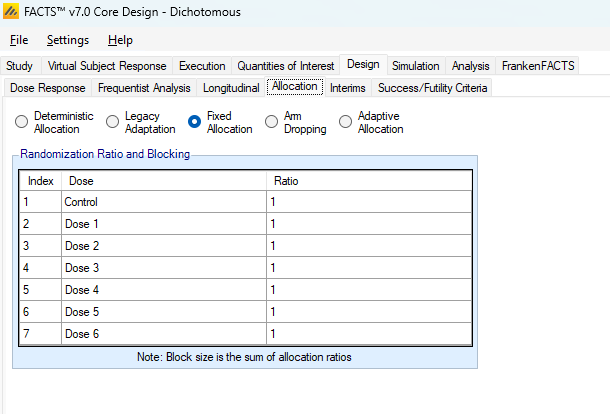 FACTS™ v7.0 Core Design - Dichotomous
File Settings Help
Study Virtual Subject Response Execution Quantities of Interest Design Simulation Analysis FrankenFACTS
Dose Response Frequentist Analysis Longitudinal Allocation Interims Success/Futility Criteria
Deterministic Allocation
Legacy Adaptation
Fixed Allocation
Arm Dropping
Adaptive Allocation
Randomization Ratio and Blocking
Index Dose Ratio
1 Control 1
2 Dose 1 1
3 Dose 2 1
4 Dose 3 1
5 Dose 4 1
6 Dose 5 1
7 Dose 6 1
Note: Block size is the sum of allocation ratios